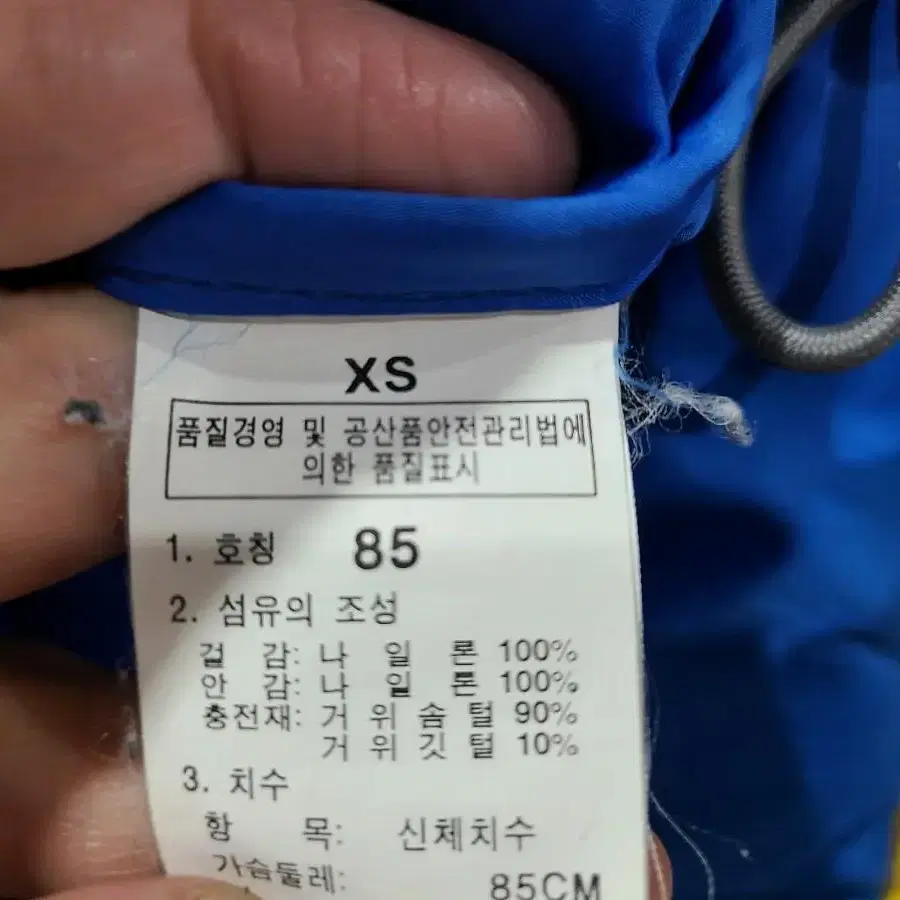 XS
품질경영 및 공산품안전관리법에
의한 품질표시
1. 호칭 85
2. 섬유의 조성
겉 감: 나 일 론 100%
안 감: 나 일 론 100%
충전재: 거 위 솜 털 90%
거 위 깃 털 10%
3. 치수
항 목: 신체치수
가슴둘레: 85CM